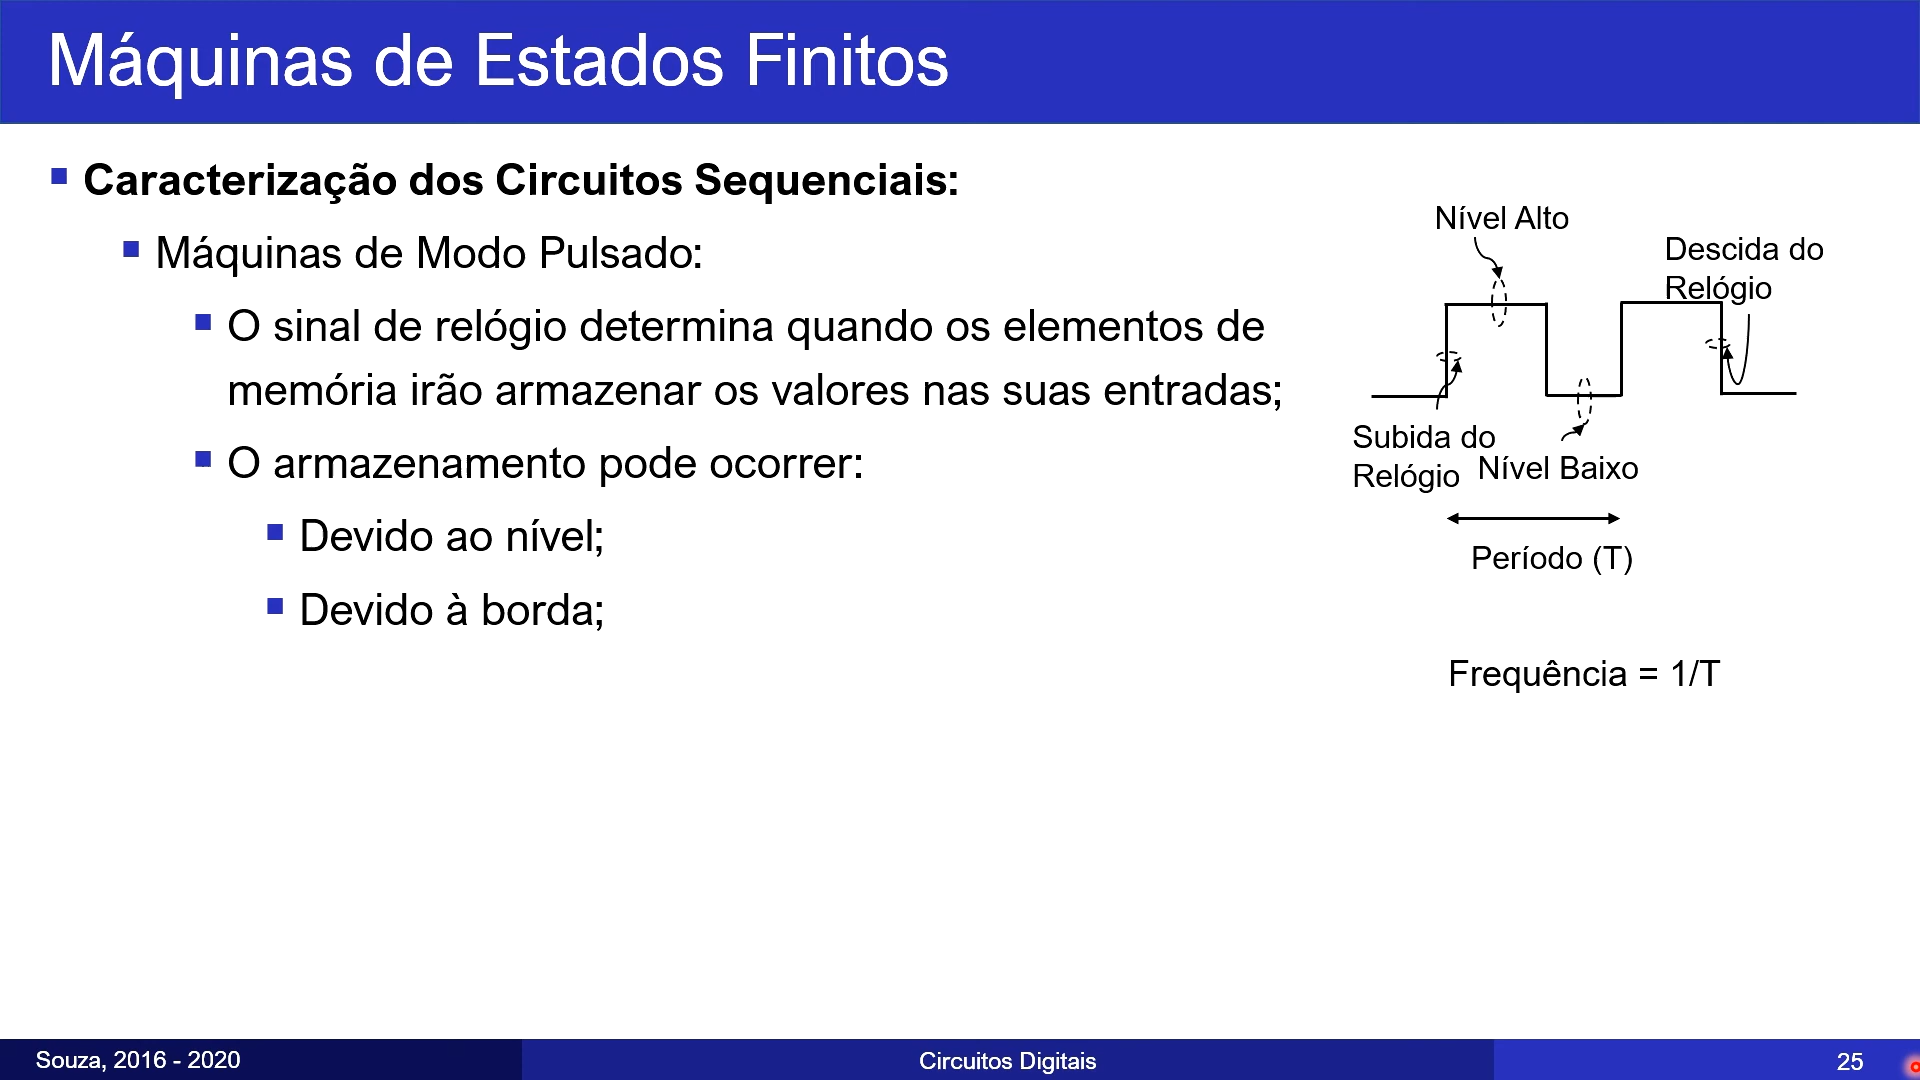 Máquinas de Estados Finitos
Caracterização dos Circuitos Sequenciais:
Máquinas de Modo Pulsado:
O sinal de relógio determina quando os elementos de
memória irão armazenar os valores nas suas entradas;
O armazenamento pode ocorrer:
Devido ao nível;
Devido à borda;
Nível Alto
Descida do
Relógio
Subida do
Relógio
Nível Baixo
Período (T)
Frequência = 1/T
Souza, 2016 - 2020
Circuitos Digitais
25